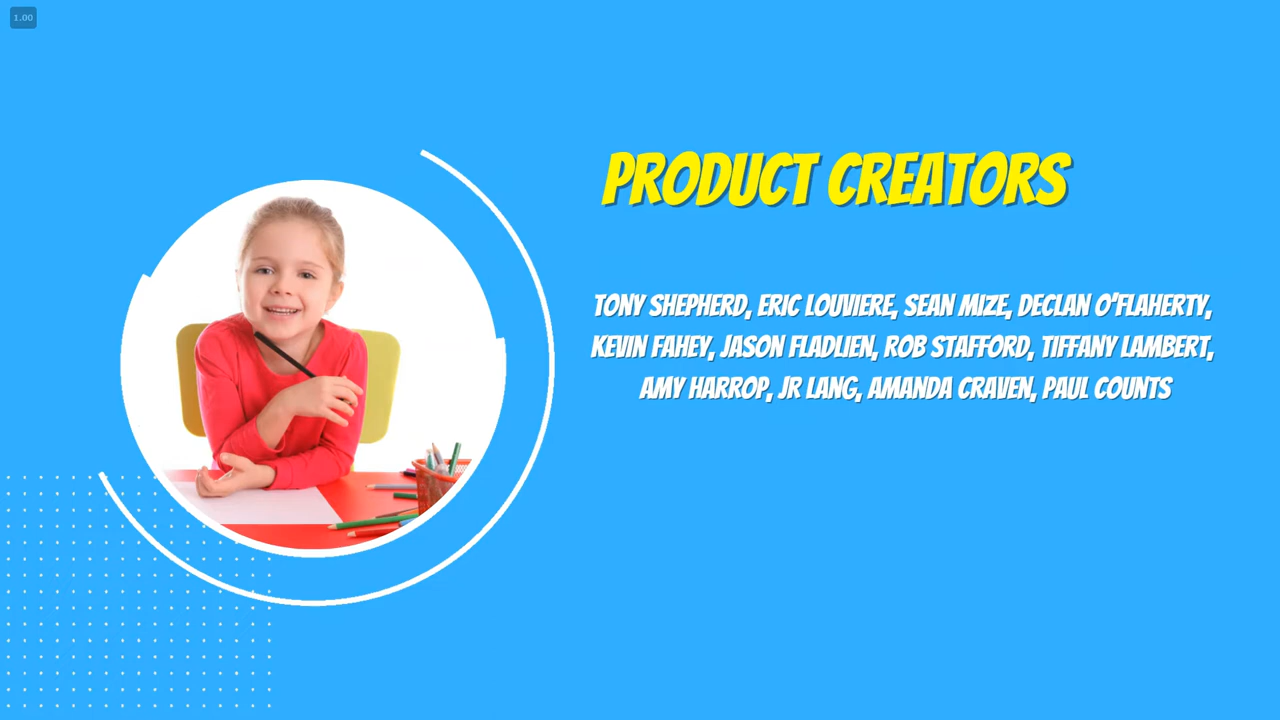 1.00
PRODUCT CREATORS
TONY SHEPHERD, ERIC LOUVIERE, SEAN MIZE, DECLAN O'FLAHERTY,
KEVIN FAHEY, JASON FLADLIEN, ROB STAFFORD, TIFFANY LAMBERT,
AMY HARROP, JR LANG, AMANDA CRAVEN, PAUL COUNTS